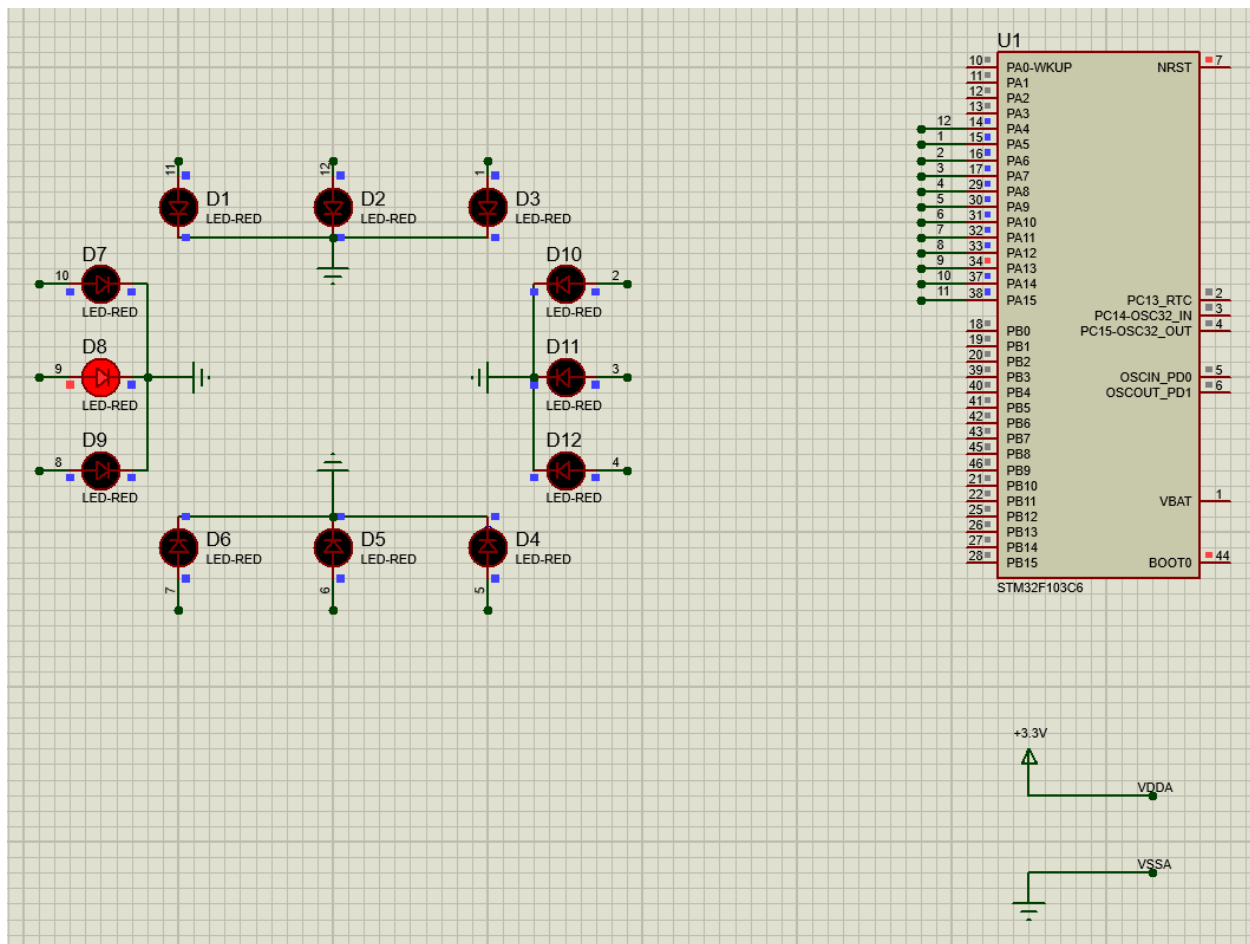 U1
10 PA0-WKUP NRST 7
11 PA1
12 PA2
13 PA3
12 14 PA4
1 15 PA5
2 16 PA6
3 17 PA7
4 29 PA8
5 30 PA9
6 31 PA10
7 32 PA11
8 33 PA12
9 34 PA13
10 37 PA14
11 38 PA15 PC13_RTC 2
PC14-OSC32_IN 3
18 PB0 PC15-OSC32_OUT 4
19 PB1
20 PB2
39 PB3 OSCIN_PD0 5
40 PB4 OSCOUT_PD1 6
41 PB5
42 PB6
43 PB7
45 PB8
46 PB9
21 PB10
22 PB11 VBAT 1
25 PB12
26 PB13
27 PB14
28 PB15 BOOT0 44
STM32F103C6
11 12 1
D1 D2 D3
LED-RED LED-RED LED-RED
D7 D10
10 2
LED-RED LED-RED
D8 D11
9 3
LED-RED LED-RED
D9 D12
8 4
LED-RED LED-RED
D6 D5 D4
LED-RED LED-RED LED-RED
7 6 5
+3.3V
VDDA
VSSA